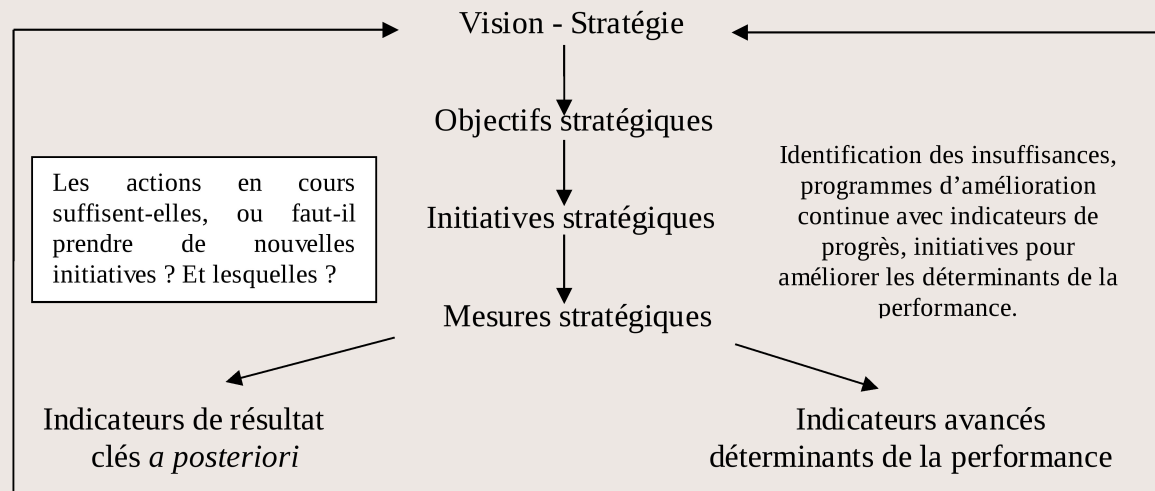 Vision - Stratégie
Objectifs stratégiques
Initiatives stratégiques
Mesures stratégiques
Les actions en cours
suffisent-elles, ou faut-il
prendre de nouvelles
initiatives ? Et lesquelles ?
Identification des insuffisances,
programmes d’amélioration
continue avec indicateurs de
progrès, initiatives pour
améliorer les déterminants de la
performance.
Indicateurs de résultat
clés a posteriori
Indicateurs avancés
déterminants de la performance